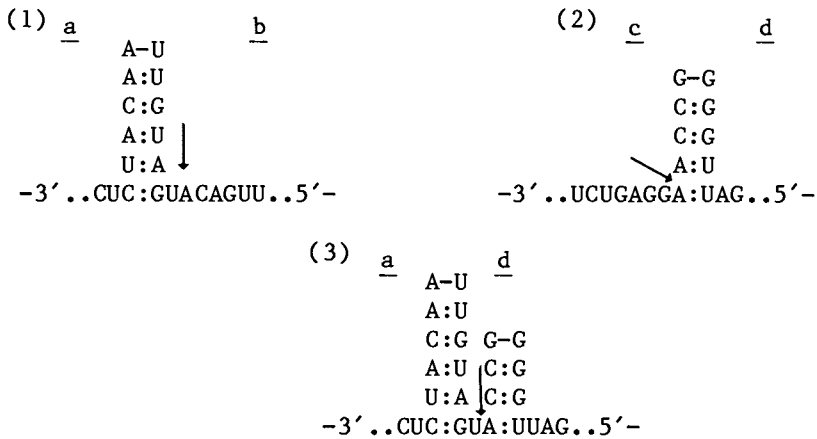 (1) a b
A-U
A:U
C:G
A:U
U:A
-3′..CUC:GUACAGUU..5′-
(2) c d
G-G
C:G
C:G
A:U
-3′..UCUGAGGA:UAG..5′-
(3) a d
A-U
A:U
C:G G-G
A:U C:G
U:A C:G
-3′..CUC:GUA:UUAG..5′-